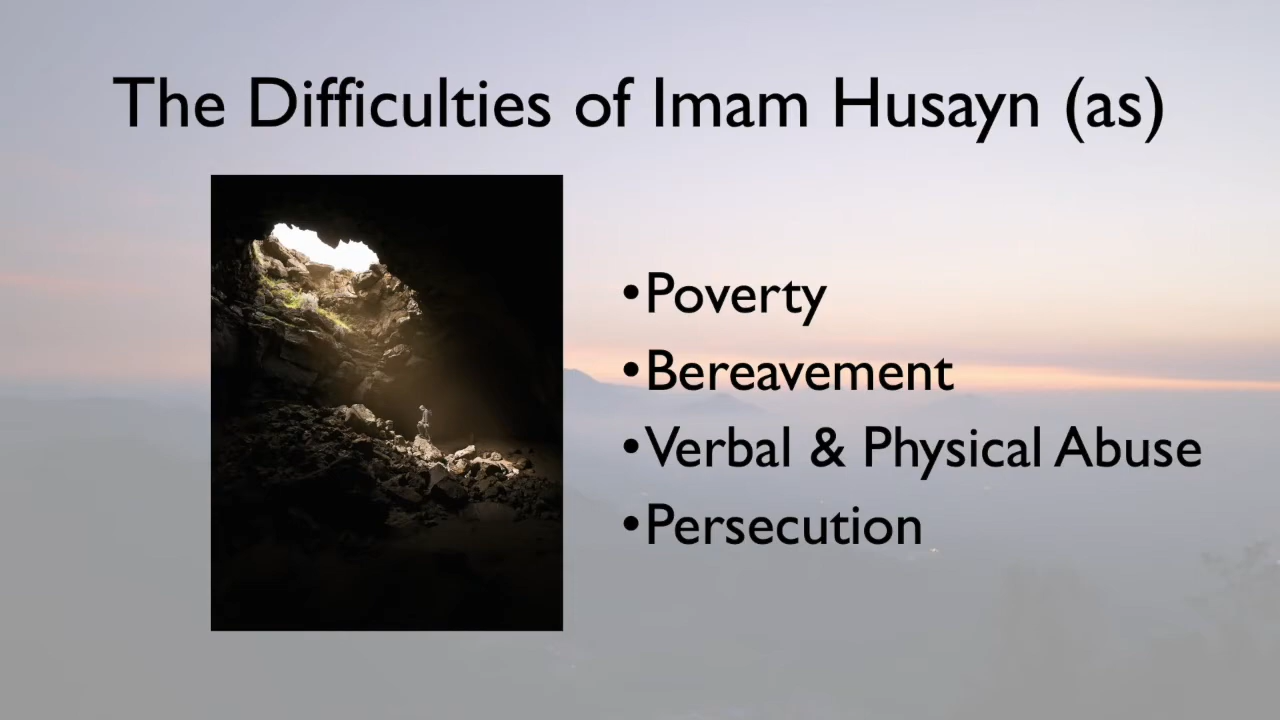 The Difficulties of Imam Husayn (as)
•Poverty
•Bereavement
•Verbal & Physical Abuse
•Persecution